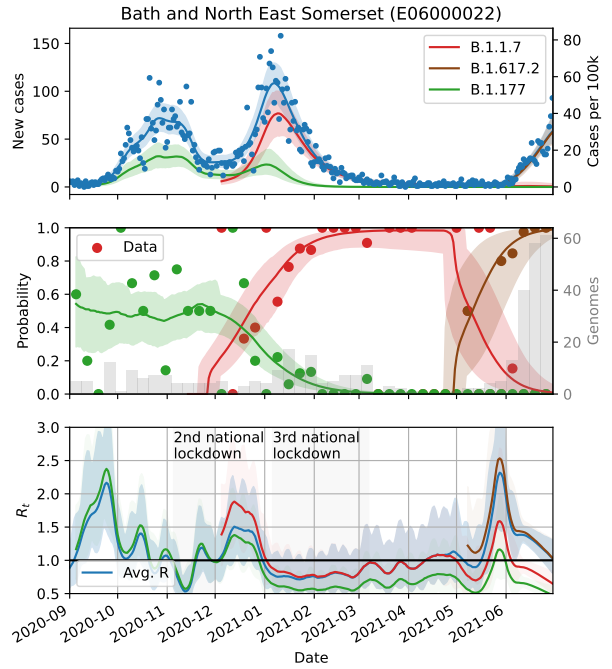 Bath and North East Somerset (E06000022)
New cases
150
100
50
0
B.1.1.7
B.1.617.2
B.1.177
80
60
40
20
0
Cases per 100k
Probability
1.0
0.8
0.6
0.4
0.2
0.0
Data
60
40
20
0
Genomes
R_t
3.0
2.5
2.0
1.5
1.0
0.5
2nd national
lockdown
3rd national
lockdown
Avg. R
2020-09
2020-10
2020-11
2020-12
2021-01
2021-02
2021-03
2021-04
2021-05
2021-06
Date